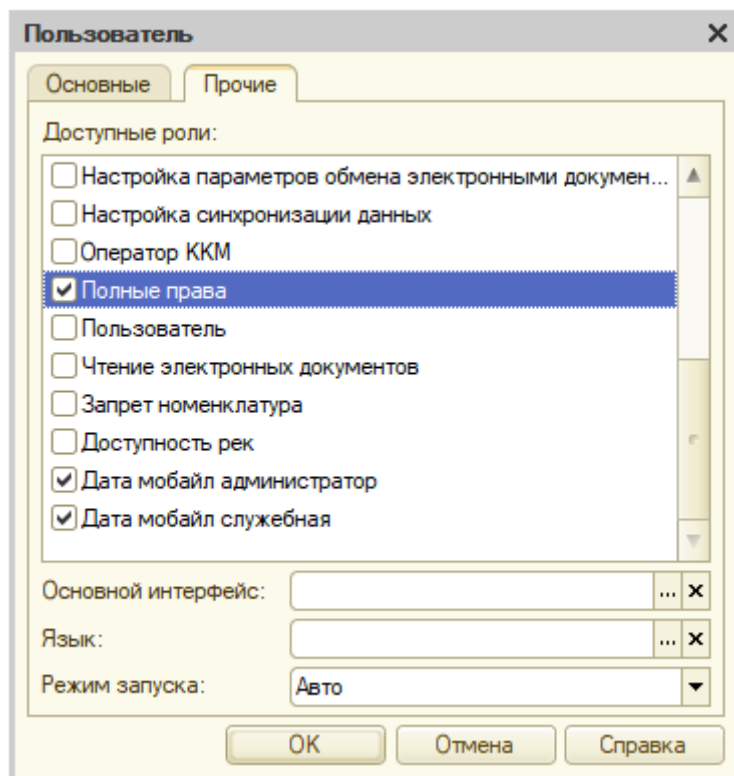 Пользователь
Основные Прочие
Доступные роли:
Настройка параметров обмена электронными докумен...
Настройка синхронизации данных
Оператор ККМ
Полные права
Пользователь
Чтение электронных документов
Запрет номенклатура
Доступность рек
Дата мобайл администратор
Дата мобайл служебная
Основной интерфейс:
Язык:
Режим запуска: Авто
OK Отмена Справка